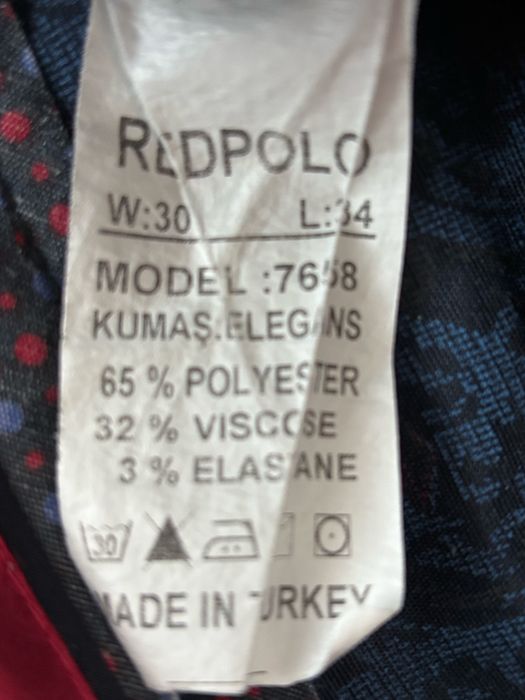 REDPOLO
W:30 L:34
MODEL :7658
KUMAŞ.ELEGANS
65 % POLYESTER
32 % VISCOSE
3 % ELASTANE
30
MADE IN TURKEY